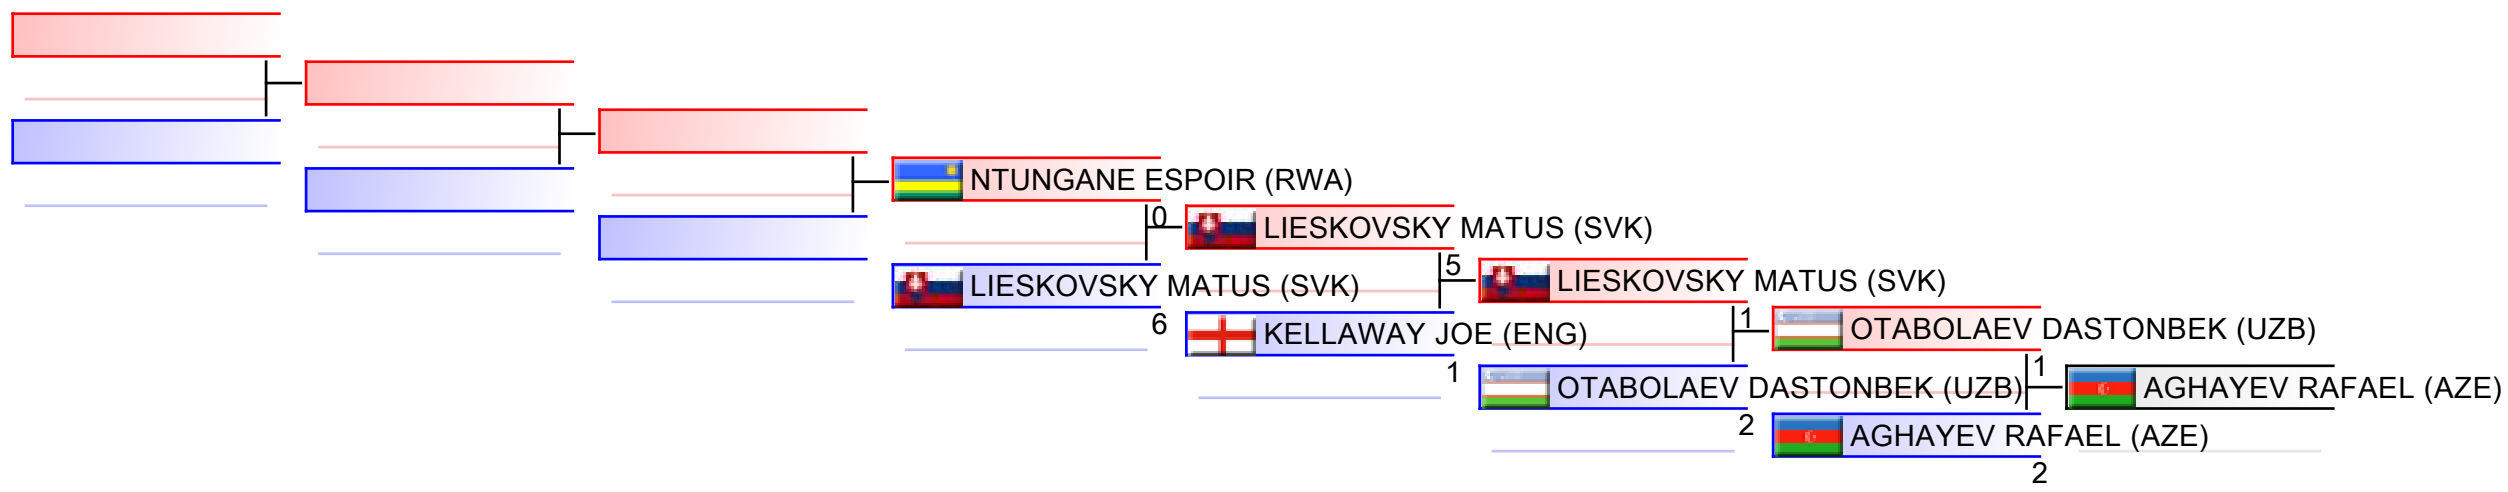 NTUNGANE ESPOIR (RWA)
0
LIESKOVSKY MATUS (SVK)
LIESKOVSKY MATUS (SVK)
6
5
KELLAWAY JOE (ENG)
1
LIESKOVSKY MATUS (SVK)
1
OTABOLAEV DASTONBEK (UZB)
2
OTABOLAEV DASTONBEK (UZB)
1
AGHAYEV RAFAEL (AZE)
2
AGHAYEV RAFAEL (AZE)